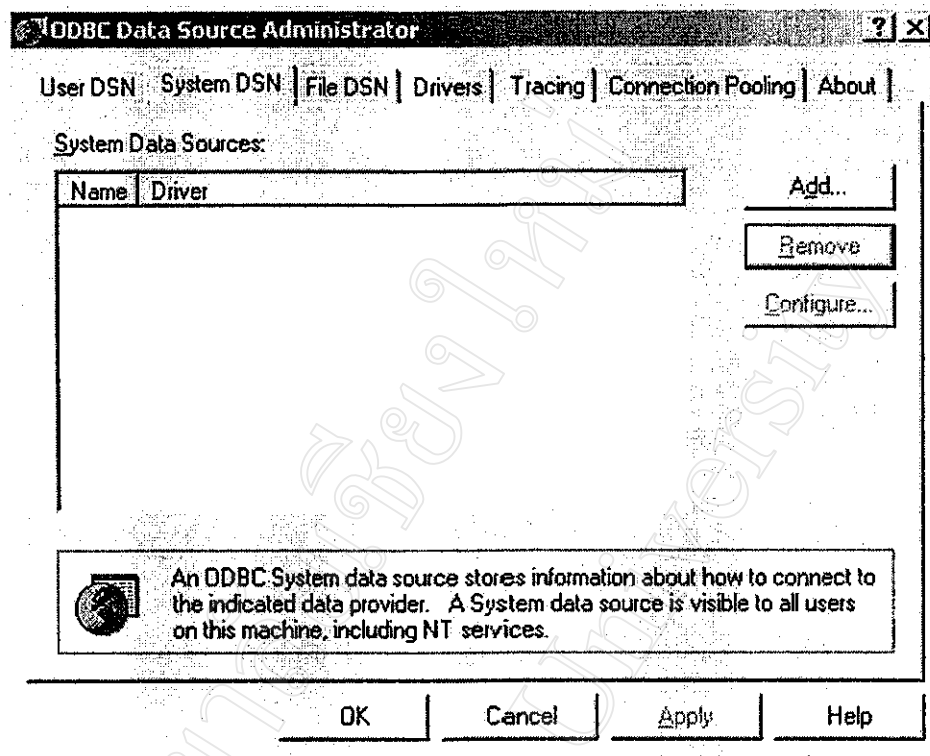 ODBC Data Source Administrator
User DSN System DSN File DSN Drivers Tracing Connection Pooling About
System Data Sources:
Name Driver
Add...
Remove
Configure...
An ODBC System data source stores information about how to connect to
the indicated data provider. A System data source is visible to all users
on this machine, including NT services.
OK Cancel Apply Help
University